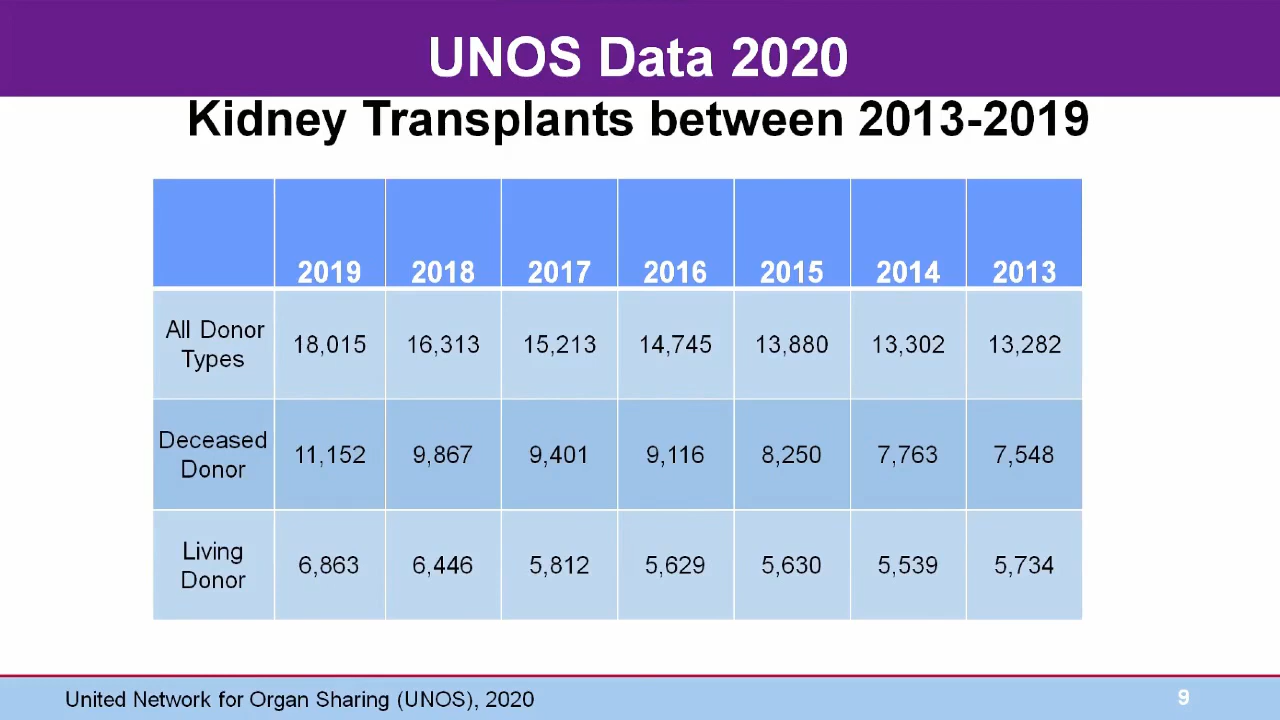 UNOS Data 2020
Kidney Transplants between 2013-2019
2019 2018 2017 2016 2015 2014 2013
All Donor
Types
18,015 16,313 15,213 14,745 13,880 13,302 13,282
Deceased
Donor
11,152 9,867 9,401 9,116 8,250 7,763 7,548
Living
Donor
6,863 6,446 5,812 5,629 5,630 5,539 5,734
United Network for Organ Sharing (UNOS), 2020
9